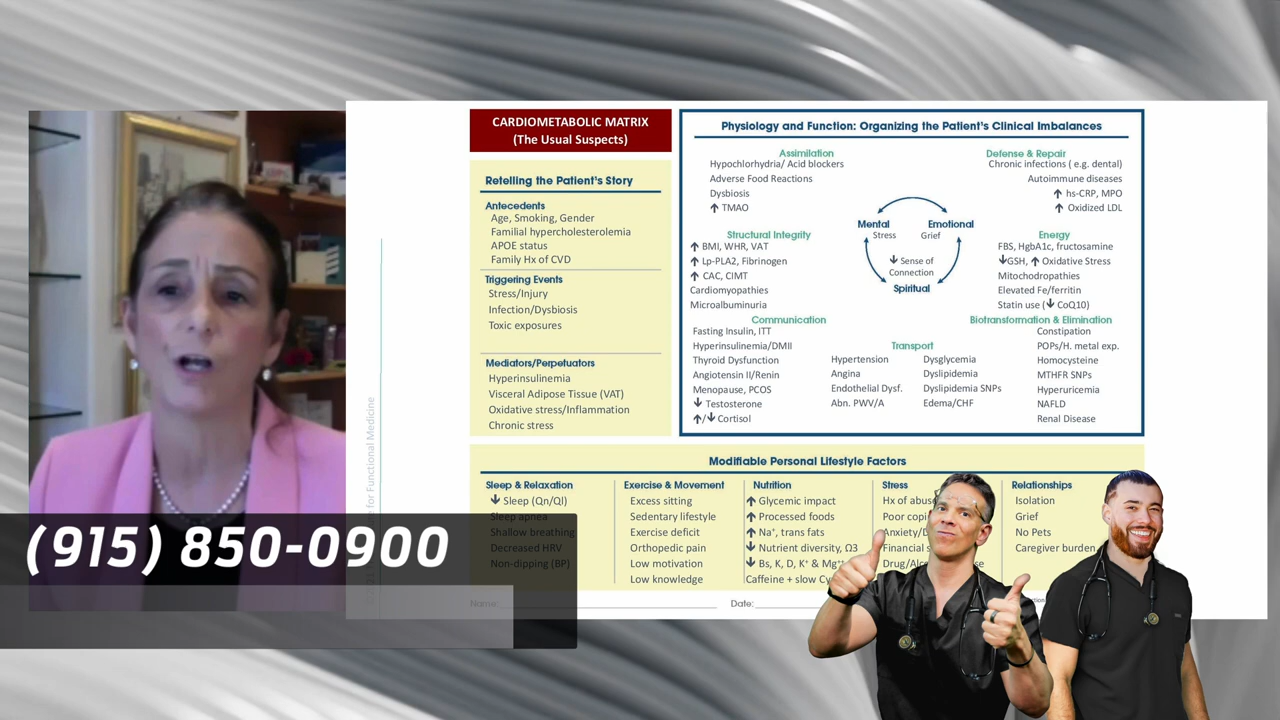 CARDIOMETABOLIC MATRIX
(The Usual Suspects)
Retelling the Patient's Story
Antecedents
Age, Smoking, Gender
Familial hypercholesterolemia
APOE status
Family Hx of CVD
Triggering Events
Stress/Injury
Infection/Dysbiosis
Toxic exposures
Mediators/Perpetuators
Hyperinsulinemia
Visceral Adipose Tissue (VAT)
Oxidative stress/Inflammation
Chronic stress
Physiology and Function: Organizing the Patient's Clinical Imbalances
Assimilation
Hypochlorhydria/ Acid blockers
Adverse Food Reactions
Dysbiosis
↑ TMAO
Defense & Repair
Chronic infections ( e.g. dental)
Autoimmune diseases
↑ hs-CRP, MPO
↑ Oxidized LDL
Mental
Stress
Emotional
Grief
↓ Sense of
Connection
Spiritual
Structural Integrity
↑ BMI, WHR, VAT
↑ Lp-PLA2, Fibrinogen
↑ CAC, CIMT
Cardiomyopathies
Microalbuminuria
Energy
FBS, HgbA1c, fructosamine
↓GSH, ↑ Oxidative Stress
Mitochodropathies
Elevated Fe/ferritin
Statin use (↓ CoQ10)
Communication
Fasting Insulin, ITT
Hyperinsulinemia/DMII
Thyroid Dysfunction
Angiotensin II/Renin
Menopause, PCOS
↓ Testosterone
↑/↓ Cortisol
Transport
Hypertension
Angina
Endothelial Dysf.
Abn. PWV/A
Dysglycemia
Dyslipidemia
Dyslipidemia SNPs
Edema/CHF
Biotransformation & Elimination
Constipation
POPs/H. metal exp.
Homocysteine
MTHFR SNPs
Hyperuricemia
NAFLD
Renal Disease
Modifiable Personal Lifestyle Factors
Sleep & Relaxation
↓ Sleep (Qn/Ql)
Sleep apnea
Shallow breathing
Decreased HRV
Non-dipping (BP)
Exercise & Movement
Excess sitting
Sedentary lifestyle
Exercise deficit
Orthopedic pain
Low motivation
Low knowledge
Nutrition
↑ Glycemic impact
↑ Processed foods
↑ Na⁺, trans fats
↓ Nutrient diversity, Ω3
↓ Bs, K, D, K⁺ & Mg⁺
Caffeine + slow
Stress
Hx of
Poor
Financial
Relationships
Isolation
Grief
No Pets
Caregiver burden
Name:
Date:
for Functional Medicine
(915) 850-0900